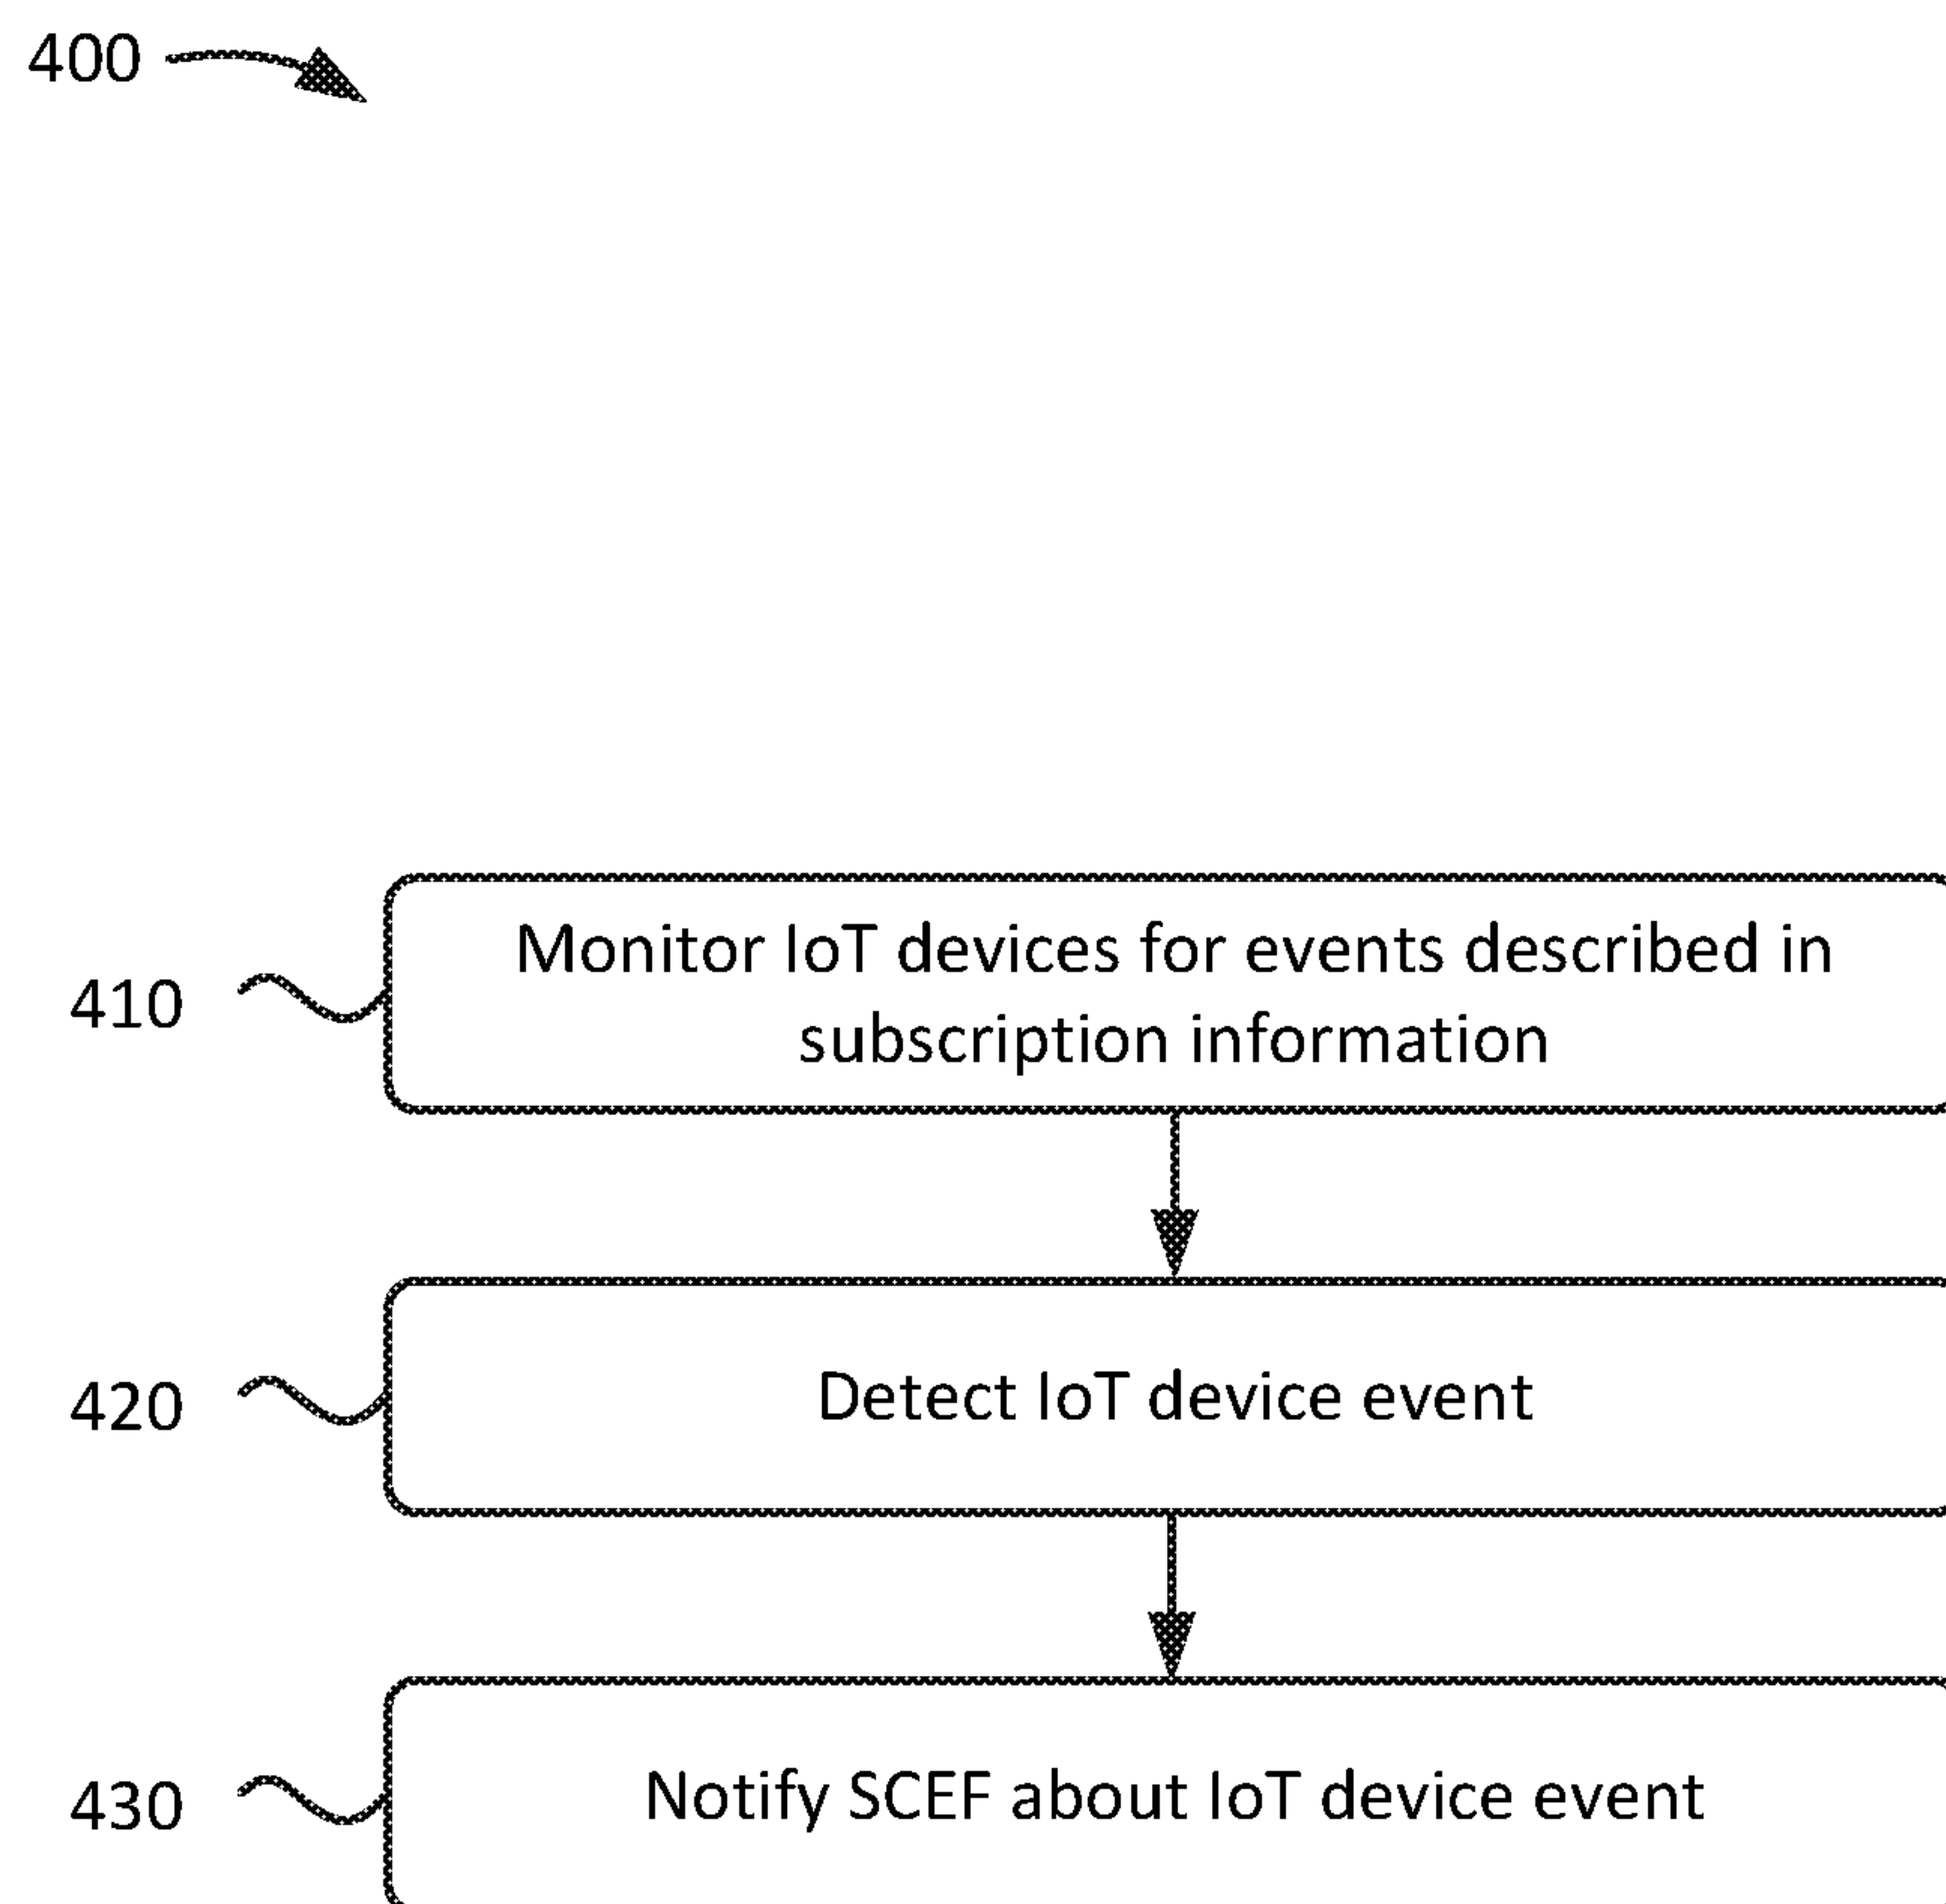 400
410
Monitor IoT devices for events described in
subscription information
420
Detect IoT device event
430
Notify SCEF about IoT device event